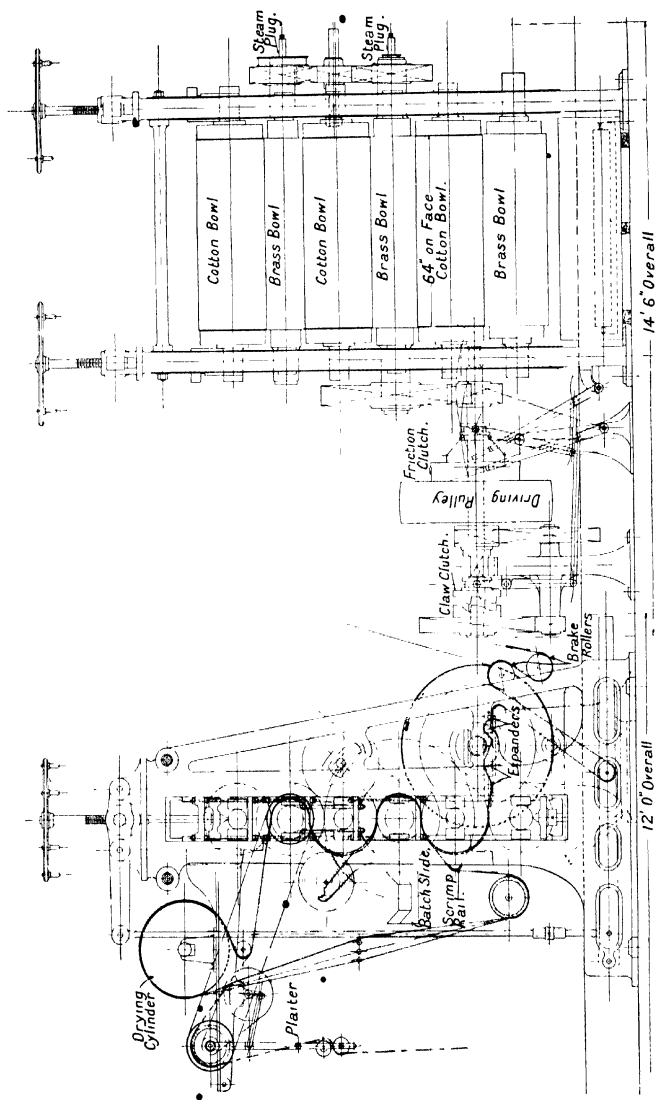 Steam
Plug.
Steam
Plug.
Cotton Bowl
Brass Bowl
Cotton Bowl
Brass Bowl
64" on Face
Cotton Bowl.
Brass Bowl
14' 6" Overall
Friction
Clutch.
Driving
Pulley
Claw Clutch.
Brake
Rollers
Expanders
12' 0" Overall
Batch Slide.
Scrimp
Rail.
Drying
Cylinder
Plaiter